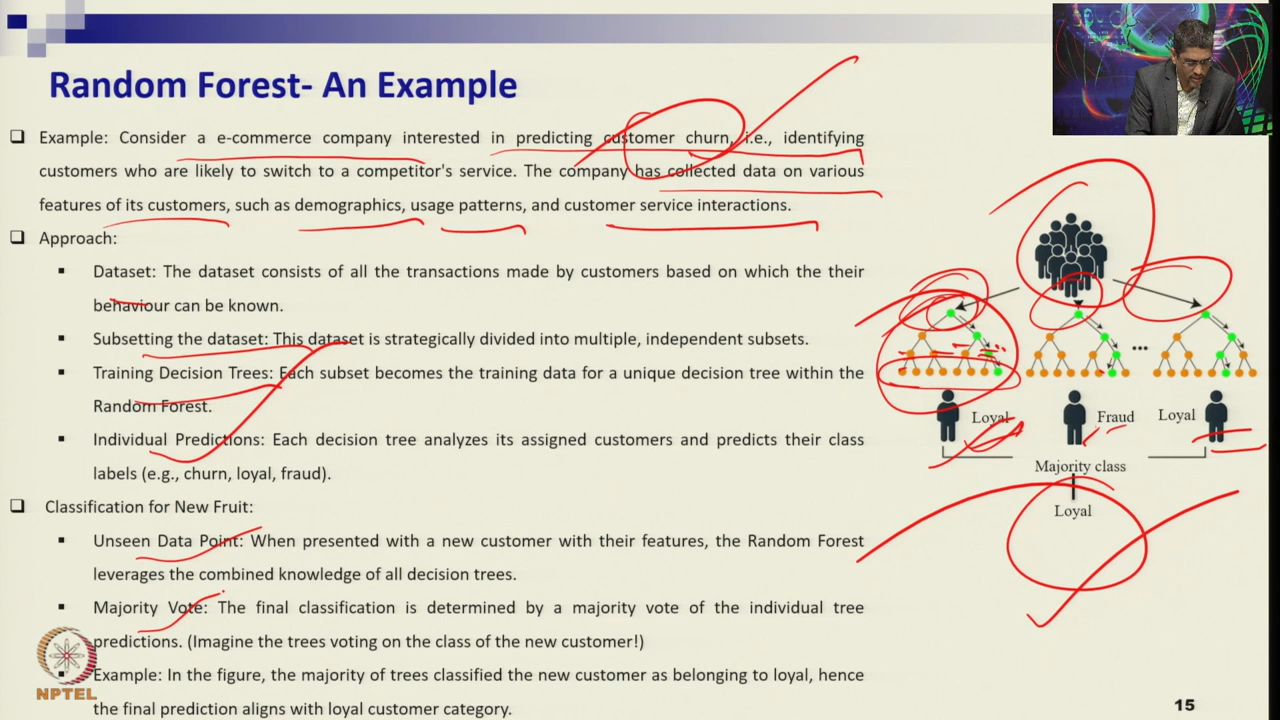 Random Forest- An Example
Example: Consider a e-commerce company interested in predicting customer churn, i.e., identifying
customers who are likely to switch to a competitor's service. The company has collected data on various
features of its customers, such as demographics, usage patterns, and customer service interactions.
Approach:
Dataset: The dataset consists of all the transactions made by customers based on which the their
behaviour can be known.
Subsetting the dataset: This dataset is strategically divided into multiple, independent subsets.
Training Decision Trees: Each subset becomes the training data for a unique decision tree within the
Random Forest.
Individual Predictions: Each decision tree analyzes its assigned customers and predicts their class
labels (e.g., churn, loyal, fraud).
Classification for New Fruit:
Unseen Data Point: When presented with a new customer with their features, the Random Forest
leverages the combined knowledge of all decision trees.
Majority Vote: The final classification is determined by a majority vote of the individual tree
predictions. (Imagine the trees voting on the class of the new customer!)
Example: In the figure, the majority of trees classified the new customer as belonging to loyal, hence
the final prediction aligns with loyal customer category.
Loyal
Fraud
Loyal
Majority class
Loyal
NPTEL
15